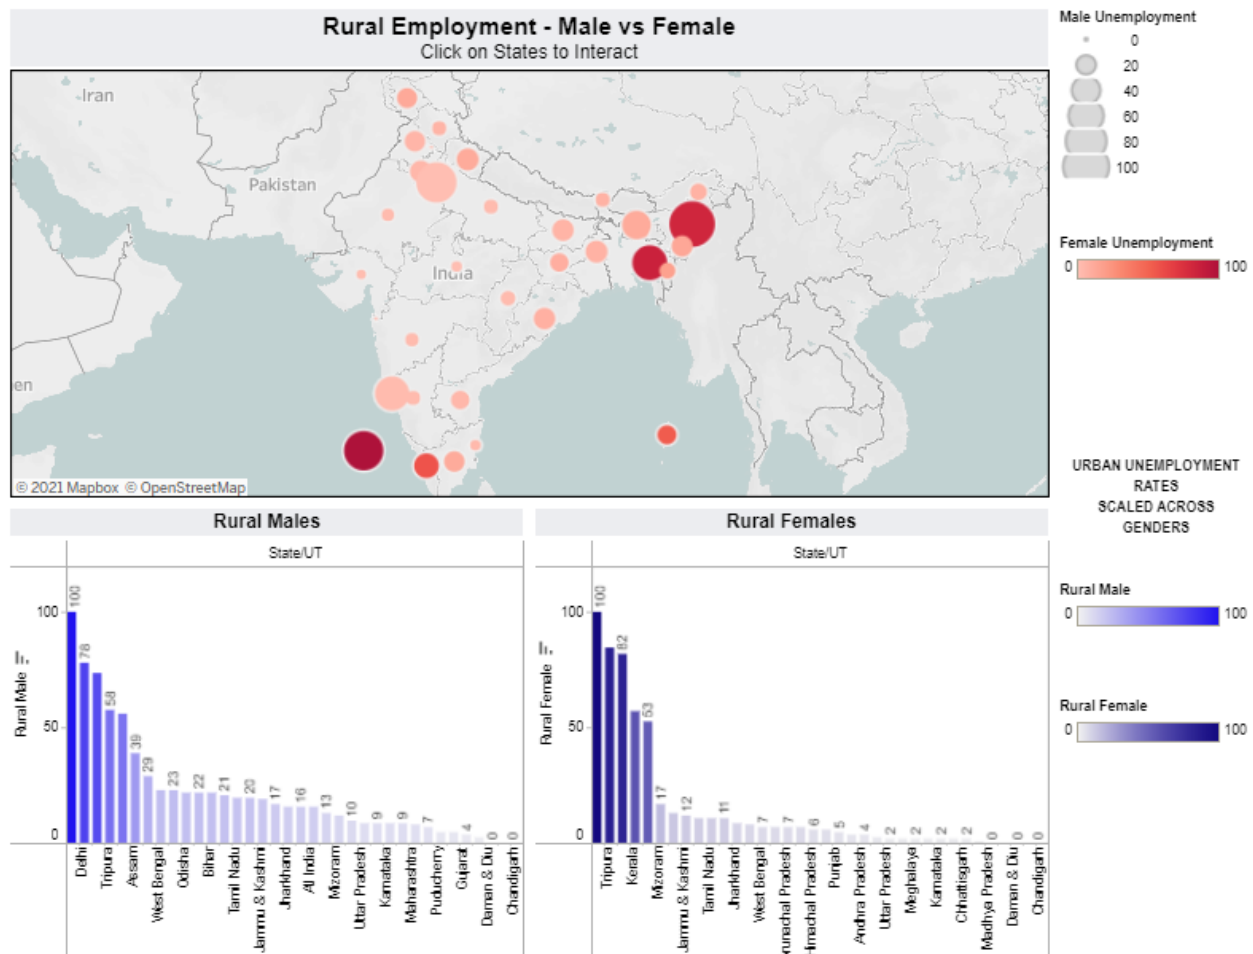 Rural Employment - Male vs Female
Click on States to Interact
Iran
Pakistan
India
en
© 2021 Mapbox © OpenStreetMap
Male Unemployment
0
20
40
60
80
100
Female Unemployment
0 100
URBAN UNEMPLOYMENT
RATES
SCALED ACROSS
GENDERS
Rural Male
0 100
Rural Female
0 100
Rural Males
State/UT
Rural Male
100
50
0
100
78
58
39
29
23
22
21
20
17
16
13
10
9
9
7
4
0
0
Delhi
Tripura
Assam
West Bengal
Odisha
Bihar
Tamil Nadu
Jammu & Kashmi
Jharkhand
All India
Mizoram
Uttar Pradesh
Karnataka
Maharashtra
Puducherry
Gujarat
Daman & Diu
Chandigarh
Rural Females
State/UT
Rural Female
100
50
0
100
82
53
17
12
11
7
7
6
5
4
2
2
2
2
0
0
0
Tripura
Kerala
Mizoram
Jammu & Kashmi
Tamil Nadu
Jharkhand
West Bengal
runachal Pradesh
imachal Pradesh
Punjab
Andhra Pradesh
Uttar Pradesh
Meghalaya
Karnataka
Chhattisgarh
Madhya Pradesh
Daman & Diu
Chandigarh